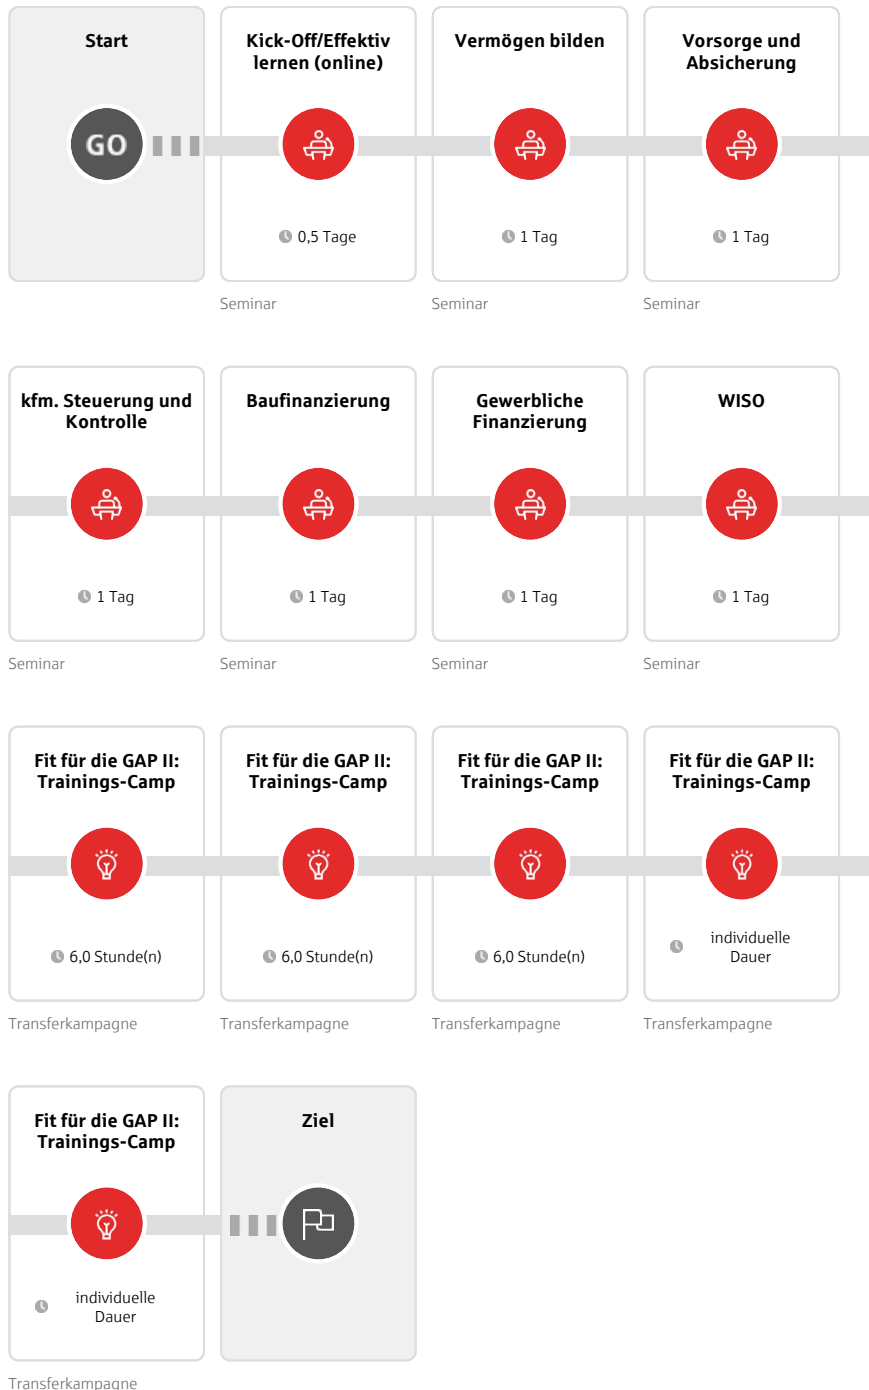 Start
Kick-Off/Effektiv
lernen (online)
Vermögen bilden
Vorsorge und
Absicherung
GO
0,5 Tage
1 Tag
1 Tag
Seminar
Seminar
Seminar
kfm. Steuerung und
Kontrolle
Baufinanzierung
Gewerbliche
Finanzierung
WISO
1 Tag
1 Tag
1 Tag
1 Tag
Seminar
Seminar
Seminar
Seminar
Fit für die GAP II:
Trainings-Camp
Fit für die GAP II:
Trainings-Camp
Fit für die GAP II:
Trainings-Camp
Fit für die GAP II:
Trainings-Camp
6,0 Stunde(n)
6,0 Stunde(n)
6,0 Stunde(n)
individuelle
Dauer
Transferkampagne
Transferkampagne
Transferkampagne
Transferkampagne
Fit für die GAP II:
Trainings-Camp
Ziel
individuelle
Dauer
Transferkampagne